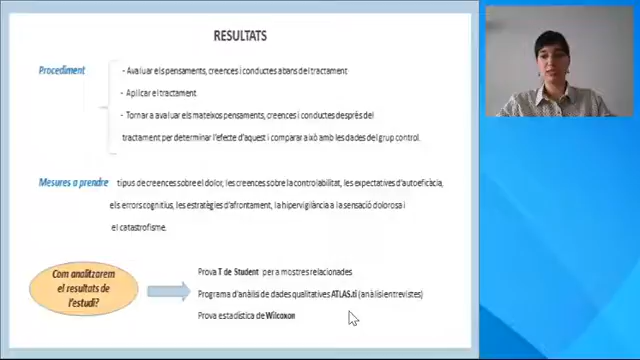 RESULTATS
Procediment
- Avaluar els pensaments, creences i conductes abans del tractament
- Aplicar el tractament
- Tornar a avaluar els mateixos pensaments, creences i conductes desprès del
tractament per determinar l'efecte d'aquest i comparar això amb les dades del grup control.
Mesures a prendre tipus de creences sobre el dolor, les creences sobre la controlabilitat, les expectatives d'autoeficàcia,
els errors cognitius, les estratègies d'afrontament, la hipervigilància a la sensació dolorosa i
el catastrofisme.
Com analitzarem
el resultats de
l'estudi?
Prova T de Student per a mostres relacionades
Programa d'anàlisi de dades qualitatives ATLAS.ti (anàlisi entrevistes)
Prova estadística de Wilcoxon